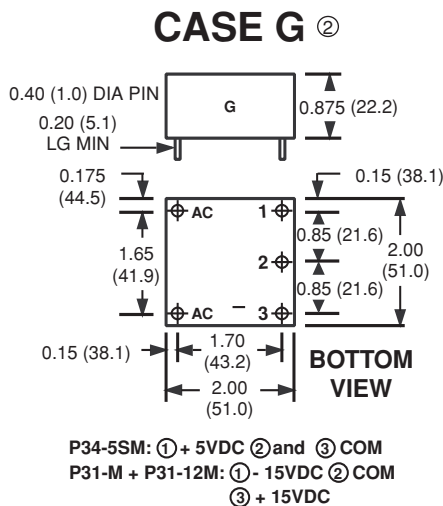 CASE G ②
0.40 (1.0) DIA PIN
G
0.875 (22.2)
0.20 (5.1)
LG MIN
0.175
(44.5)
0.15 (38.1)
AC
1
0.85 (21.6)
1.65
(41.9)
2
2.00
(51.0)
0.85 (21.6)
AC
–
3
0.15 (38.1)
1.70
(43.2)
BOTTOM
VIEW
2.00
(51.0)
P34-5SM: ① + 5VDC ② and ③ COM
P31-M + P31-12M: ① - 15VDC ② COM
③ + 15VDC